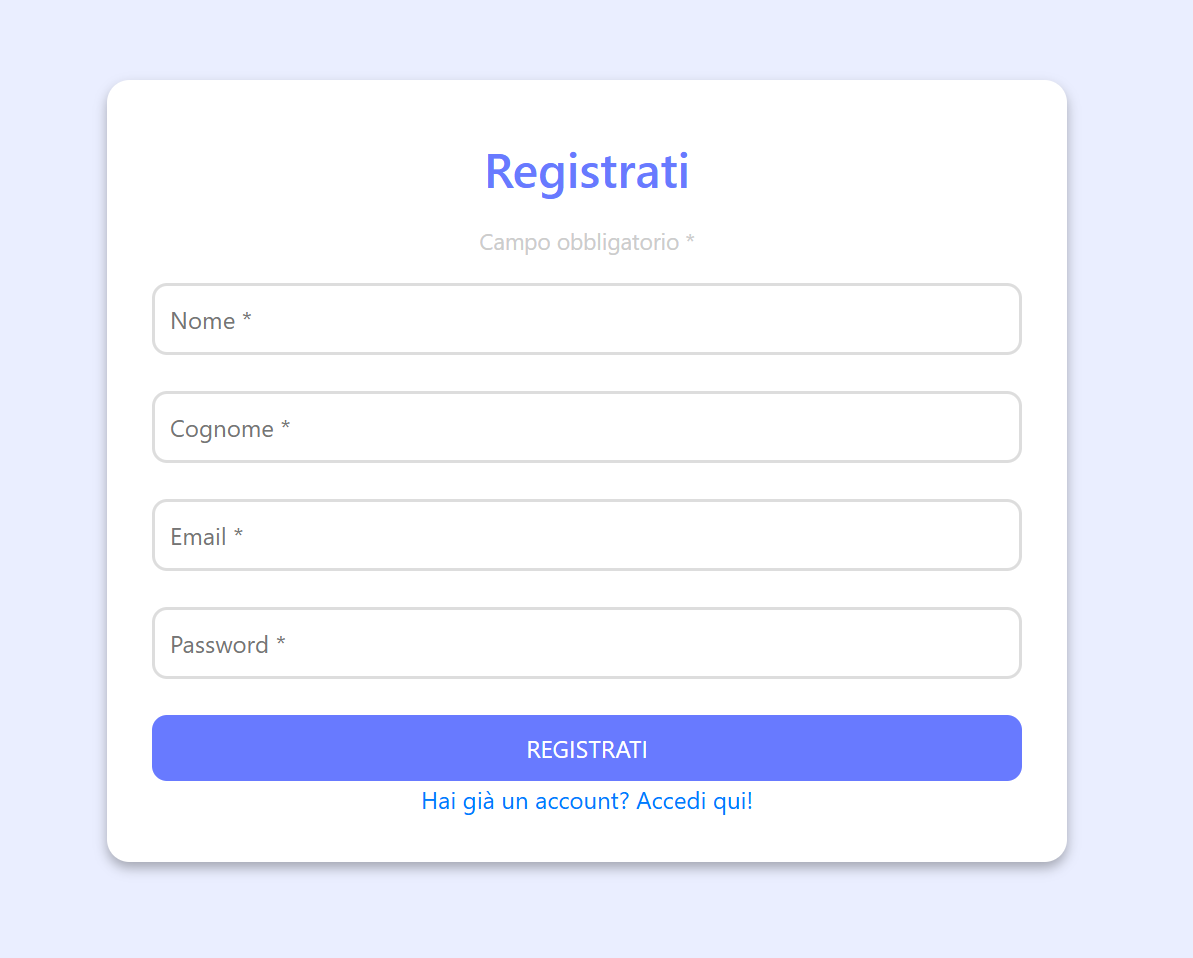 Registrati
Campo obbligatorio *
Nome *
Cognome *
Email *
Password *
REGISTRATI
Hai già un account? Accedi qui!